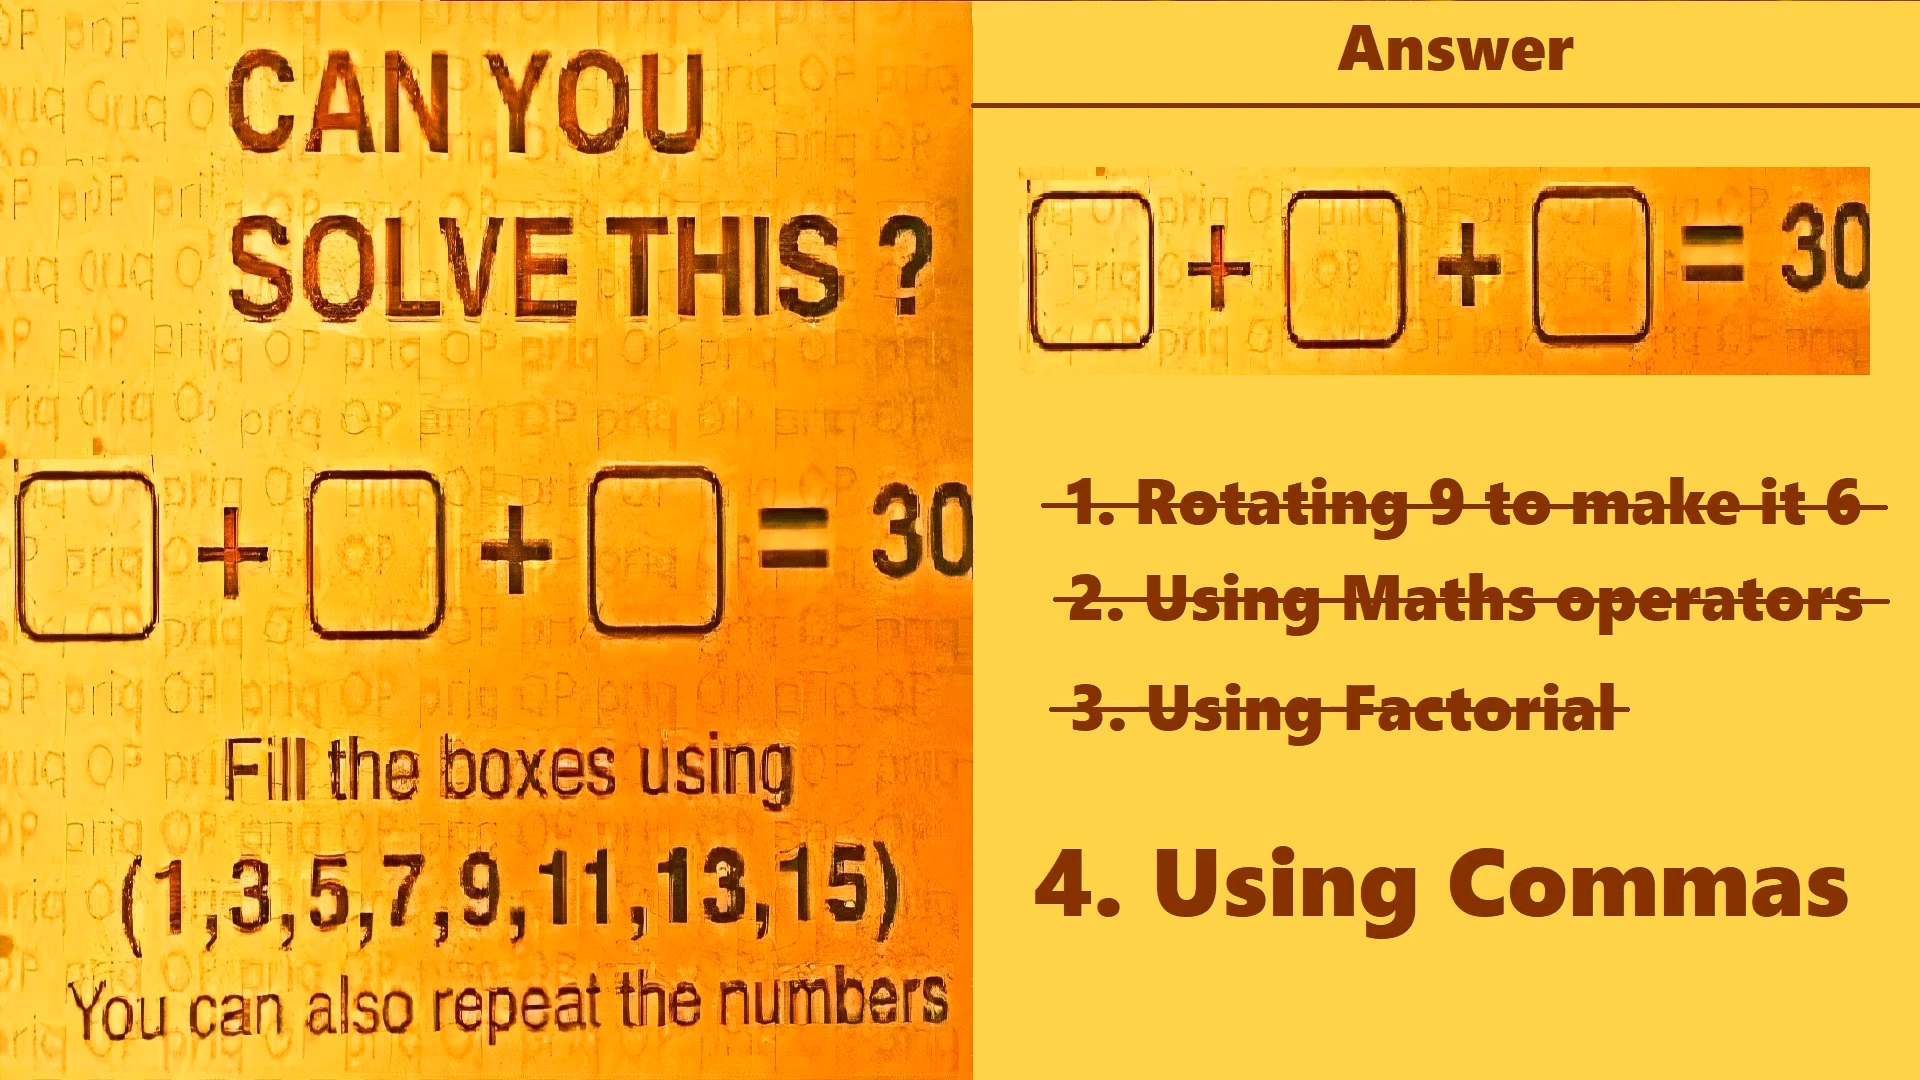 CAN YOU
SOLVE THIS ?
+ + = 30
Fill the boxes using
(1,3,5,7,9,11,13,15)
You can also repeat the numbers
Answer
+ + = 30
1. Rotating 9 to make it 6
2. Using Maths operators
3. Using Factorial
4. Using Commas